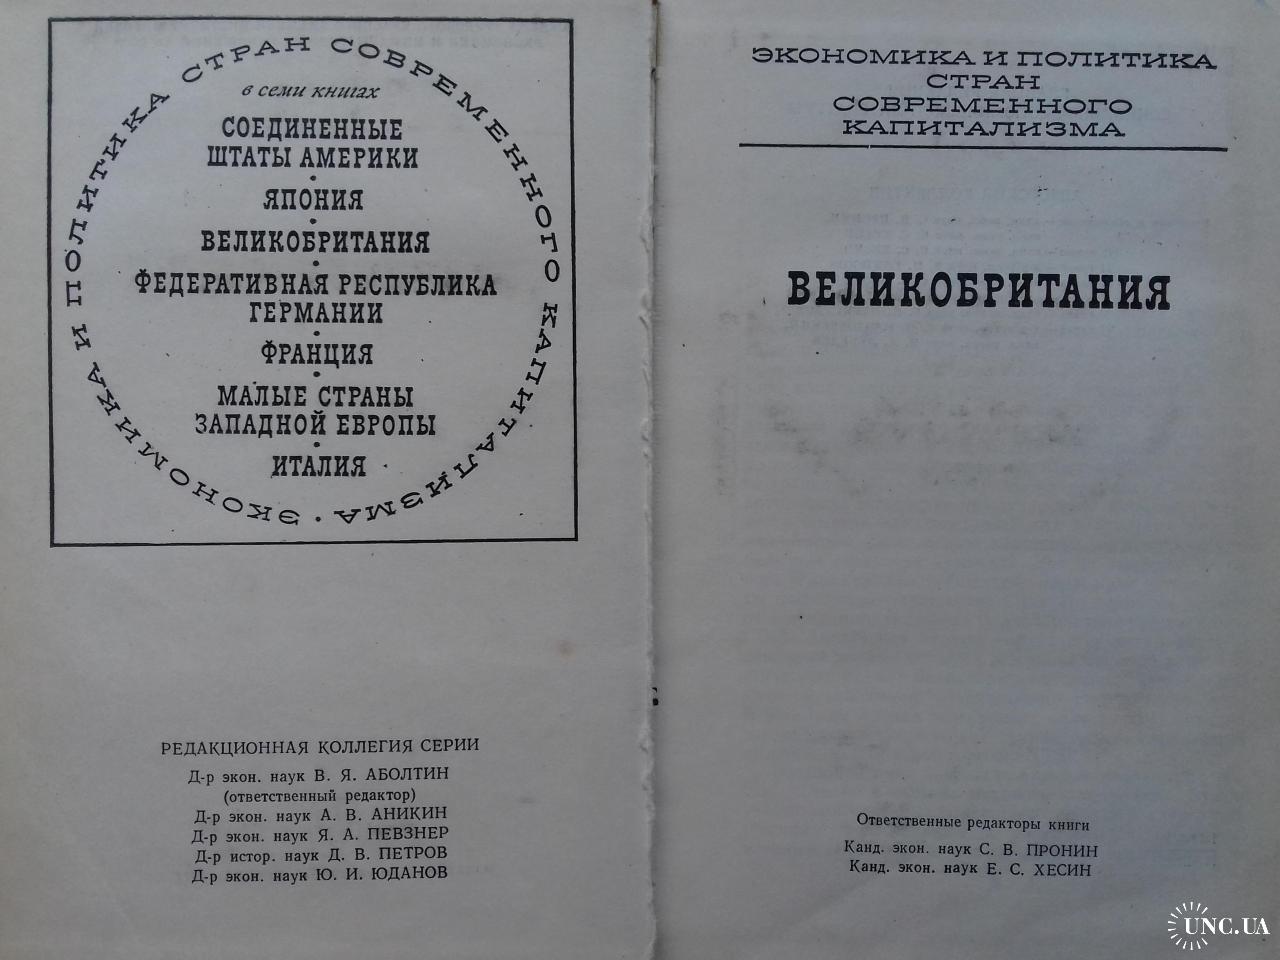 ЭКОНОМИКА И ПОЛИТИКА СТРАН СОВРЕМЕННОГО КАПИТАЛИЗМА ·
в семи книгах
СОЕДИНЕННЫЕ
ШТАТЫ АМЕРИКИ
·
ЯПОНИЯ
·
ВЕЛИКОБРИТАНИЯ
·
ФЕДЕРАТИВНАЯ РЕСПУБЛИКА
ГЕРМАНИИ
·
ФРАНЦИЯ
·
МАЛЫЕ СТРАНЫ
ЗАПАДНОЙ ЕВРОПЫ
·
ИТАЛИЯ
РЕДАКЦИОННАЯ КОЛЛЕГИЯ СЕРИИ
Д-р экон. наук В. Я. АБОЛТИН
(ответственный редактор)
Д-р экон. наук А. В. АНИКИН
Д-р экон. наук Я. А. ПЕВЗНЕР
Д-р истор. наук Д. В. ПЕТРОВ
Д-р экон. наук Ю. И. ЮДАНОВ
ЭКОНОМИКА И ПОЛИТИКА
СТРАН
СОВРЕМЕННОГО
КАПИТАЛИЗМА
ВЕЛИКОБРИТАНИЯ
Ответственные редакторы книги
Канд. экон. наук С. В. ПРОНИН
Канд. экон. наук Е. С. ХЕСИН
UNC.UA